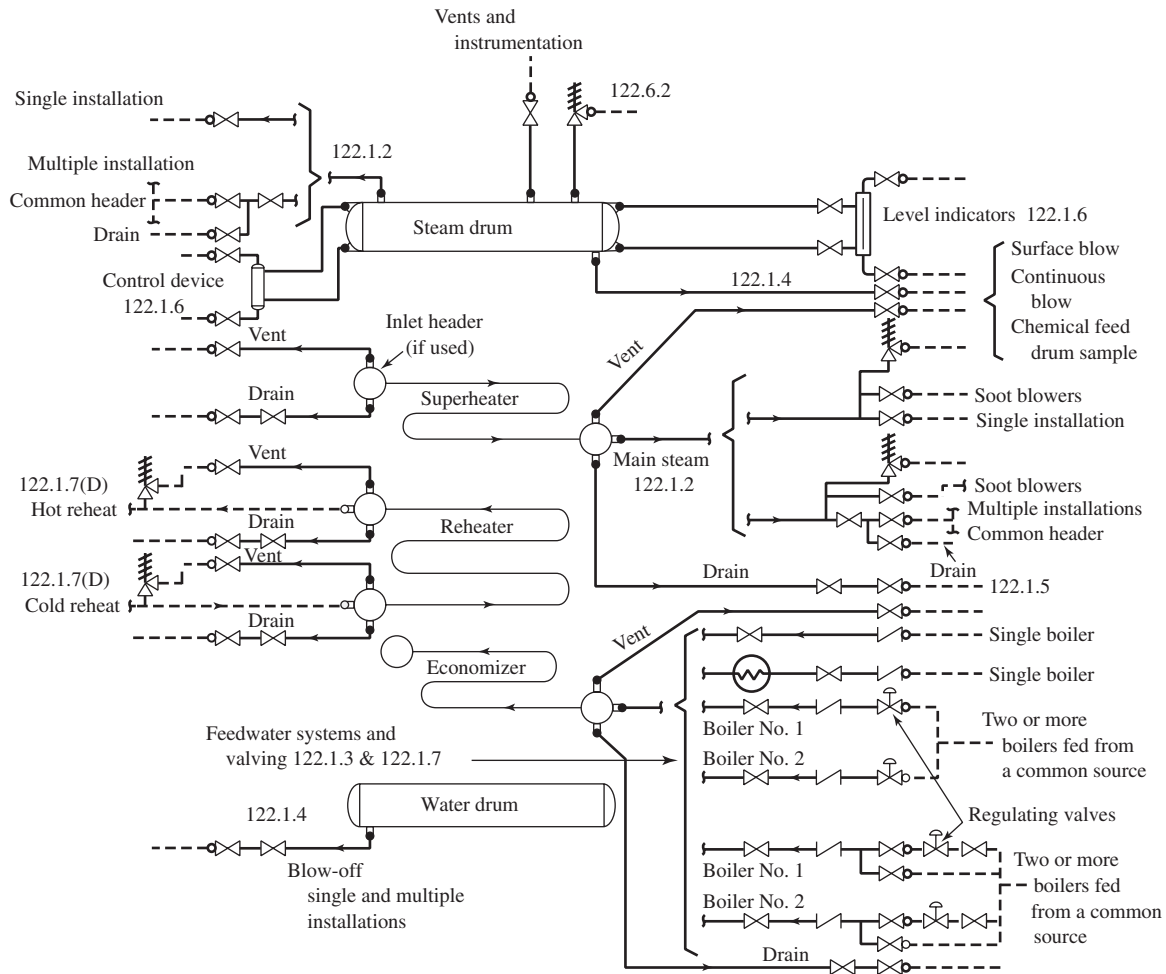 Vents and
instrumentation
Single installation
122.6.2
Multiple installation
122.1.2
Common header
Drain
Steam drum
Level indicators 122.1.6
Control device
122.1.6
122.1.4
Surface blow
Continuous
blow
Chemical feed
drum sample
Vent
Inlet header
(if used)
Vent
Drain
Superheater
Soot blowers
Single installation
Main steam
122.1.2
Vent
122.1.7(D)
Hot reheat
Drain
Reheater
Soot blowers
Multiple installations
Common header
Drain
Vent
122.1.7(D)
Cold reheat
Drain
Drain
122.1.5
Vent
Single boiler
Economizer
Single boiler
Boiler No. 1
Two or more
boilers fed from
a common source
Feedwater systems and
valving 122.1.3 & 122.1.7
Boiler No. 2
Water drum
Regulating valves
122.1.4
Blow-off
single and multiple
installations
Boiler No. 1
Two or more
boilers fed
from a common
source
Boiler No. 2
Drain